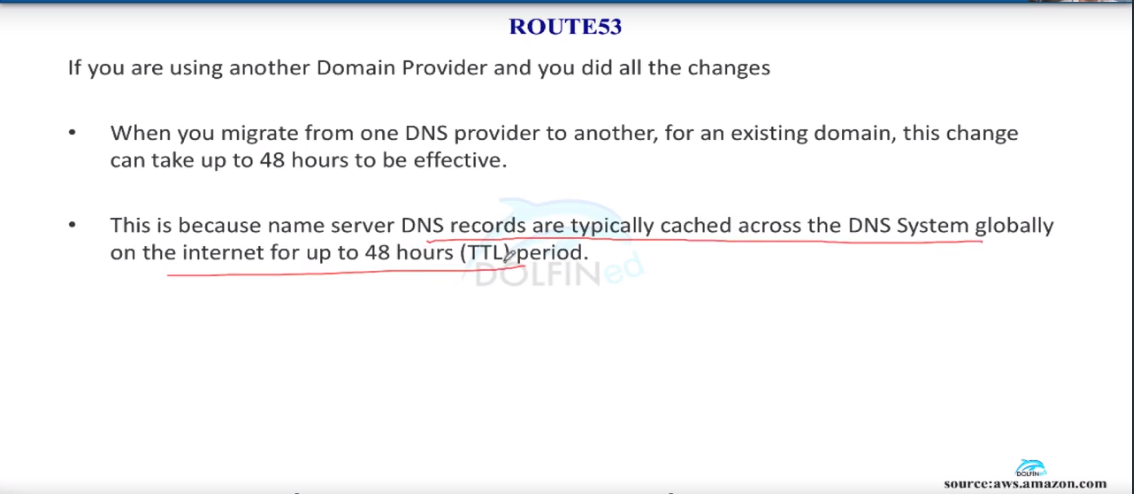 ROUTE53
If you are using another Domain Provider and you did all the changes
• When you migrate from one DNS provider to another, for an existing domain, this change
can take up to 48 hours to be effective.
• This is because name server DNS records are typically cached across the DNS System globally
on the internet for up to 48 hours (TTL) period.
DOLFINed
DOLFINed
source:aws.amazon.com